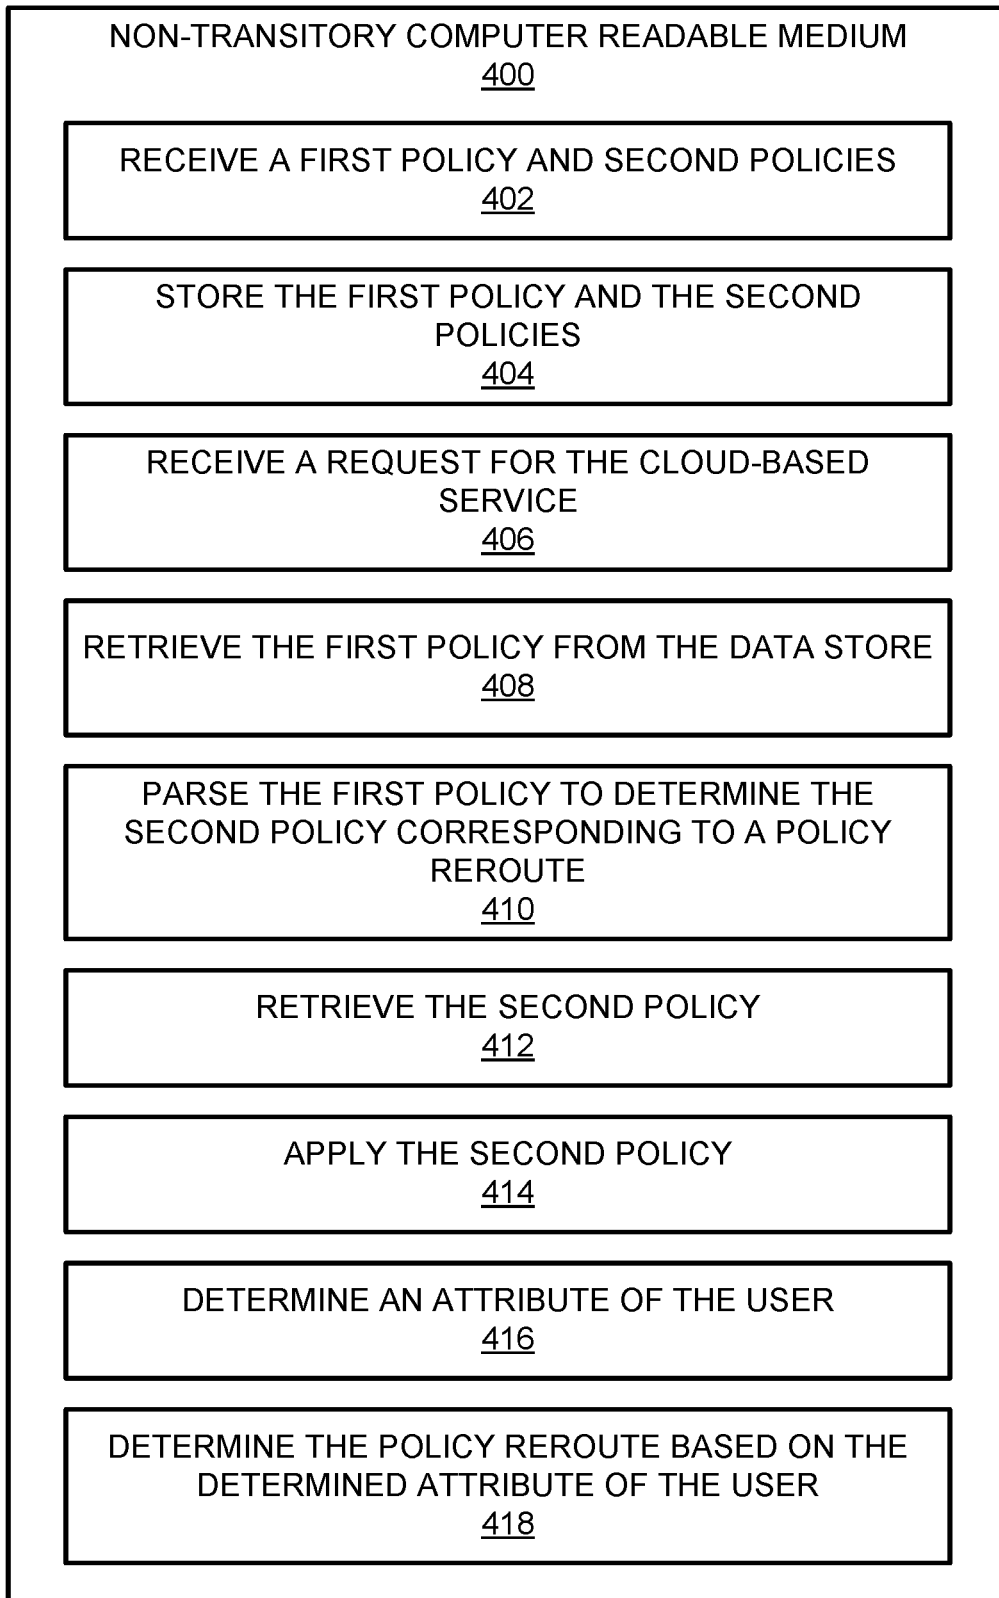 NON-TRANSITORY COMPUTER READABLE MEDIUM
400
RECEIVE A FIRST POLICY AND SECOND POLICIES
402
STORE THE FIRST POLICY AND THE SECOND
POLICIES
404
RECEIVE A REQUEST FOR THE CLOUD-BASED
SERVICE
406
RETRIEVE THE FIRST POLICY FROM THE DATA STORE
408
PARSE THE FIRST POLICY TO DETERMINE THE
SECOND POLICY CORRESPONDING TO A POLICY
REROUTE
410
RETRIEVE THE SECOND POLICY
412
APPLY THE SECOND POLICY
414
DETERMINE AN ATTRIBUTE OF THE USER
416
DETERMINE THE POLICY REROUTE BASED ON THE
DETERMINED ATTRIBUTE OF THE USER
418